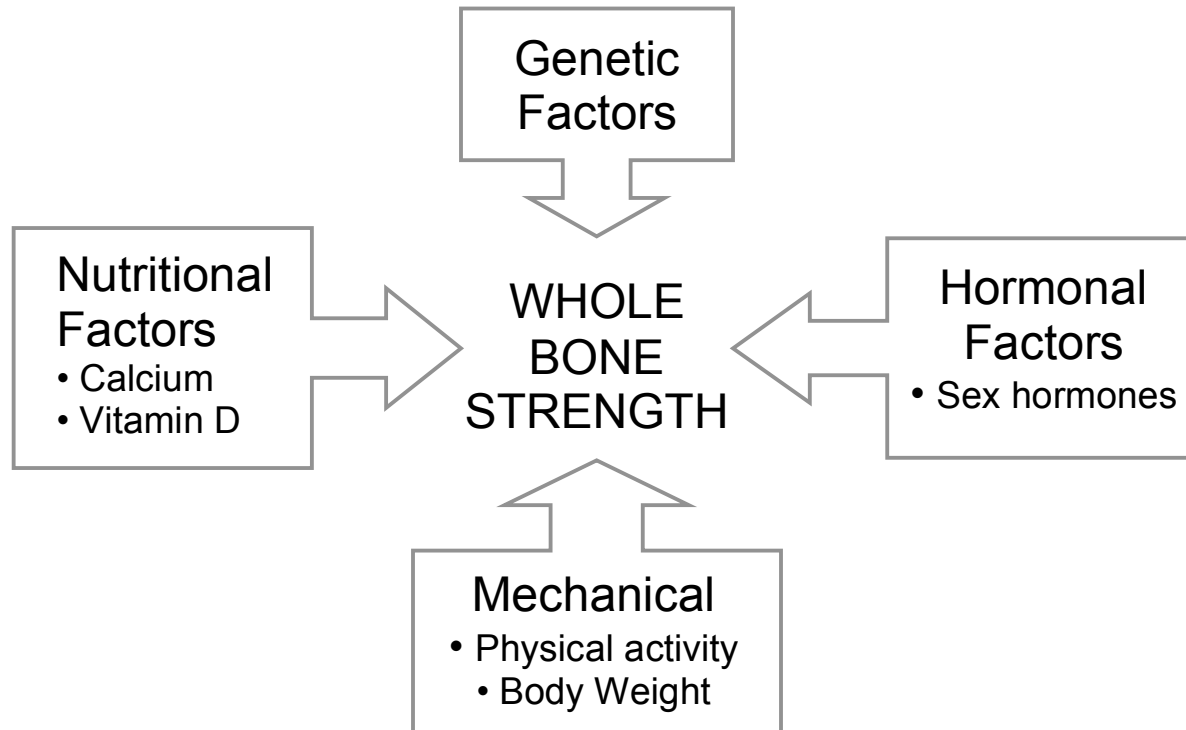 Genetic
Factors
Nutritional
Factors
• Calcium
• Vitamin D
WHOLE
BONE
STRENGTH
Hormonal
Factors
• Sex hormones
Mechanical
• Physical activity
• Body Weight